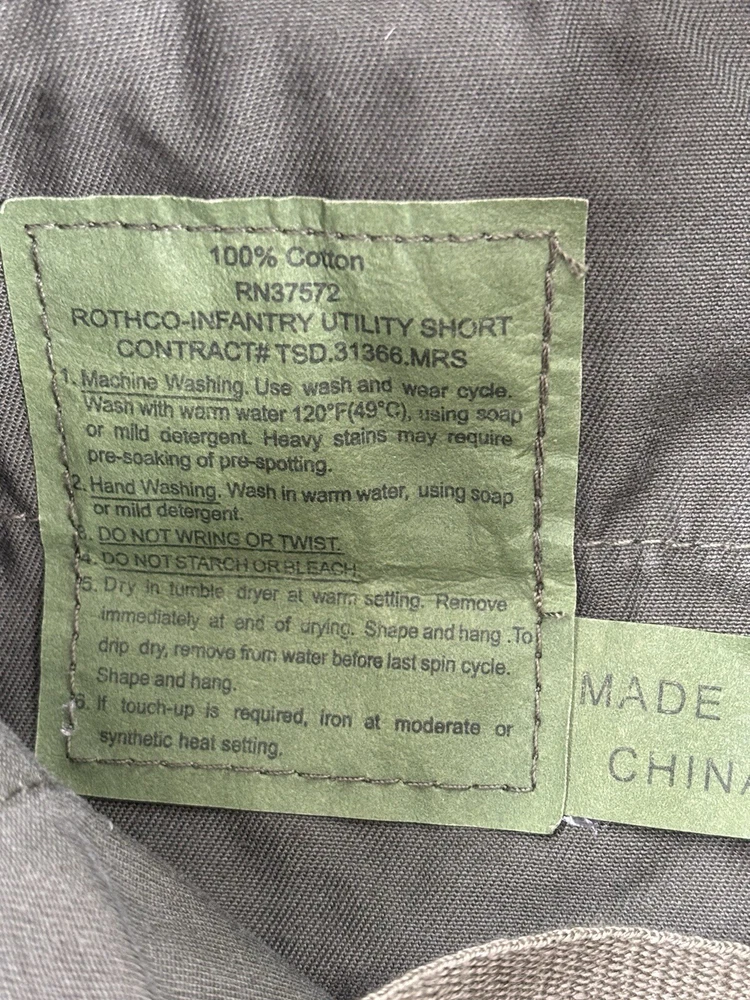 100% Cotton
RN37572
ROTHCO-INFANTRY UTILITY SHORT
CONTRACT# TSD.31366.MRS
1. Machine Washing. Use wash and wear cycle.
Wash with warm water 120°F(49°C), using soap
or mild detergent. Heavy stains may require
pre-soaking of pre-spotting.
2. Hand Washing. Wash in warm water, using soap
or mild detergent.
3. DO NOT WRING OR TWIST.
4. DO NOT STARCH OR BLEACH.
5. Dry in tumble dryer at warm setting. Remove
immediately at end of drying. Shape and hang .To
drip dry, remove from water before last spin cycle.
Shape and hang.
6. If touch-up is required, iron at moderate or
synthetic heat setting.
MADE
CHINA